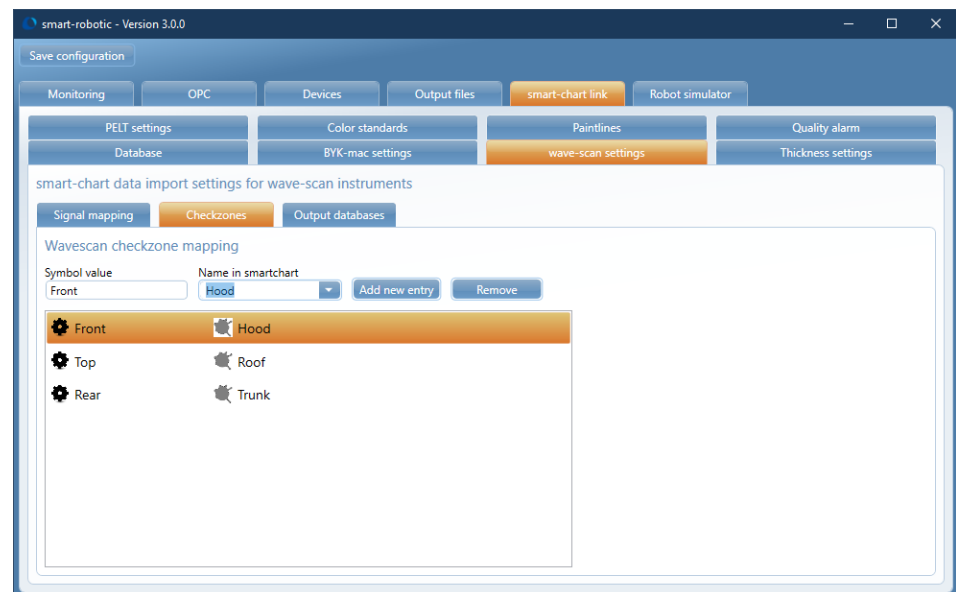 smart-robotic - Version 3.0.0
Save configuration
Monitoring OPC Devices Output files smart-chart link Robot simulator
PELT settings Color standards Paintlines Quality alarm
Database BYK-mac settings wave-scan settings Thickness settings
smart-chart data import settings for wave-scan instruments
Signal mapping Checkzones Output databases
Wavescan checkzone mapping
Symbol value Name in smartchart
Front Hood Add new entry Remove
Front Hood
Top Roof
Rear Trunk